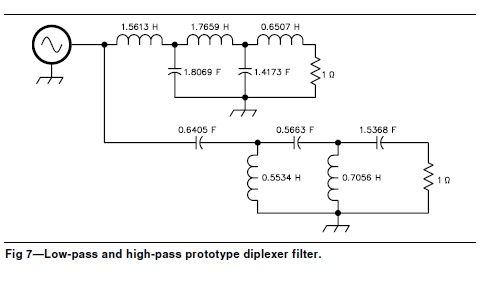 1.5613 H 1.7659 H 0.6507 H
1.8069 F 1.4173 F 1 Ω
0.6405 F 0.5663 F 1.5368 F
0.5534 H 0.7056 H 1 Ω
Fig 7—Low-pass and high-pass prototype diplexer filter.